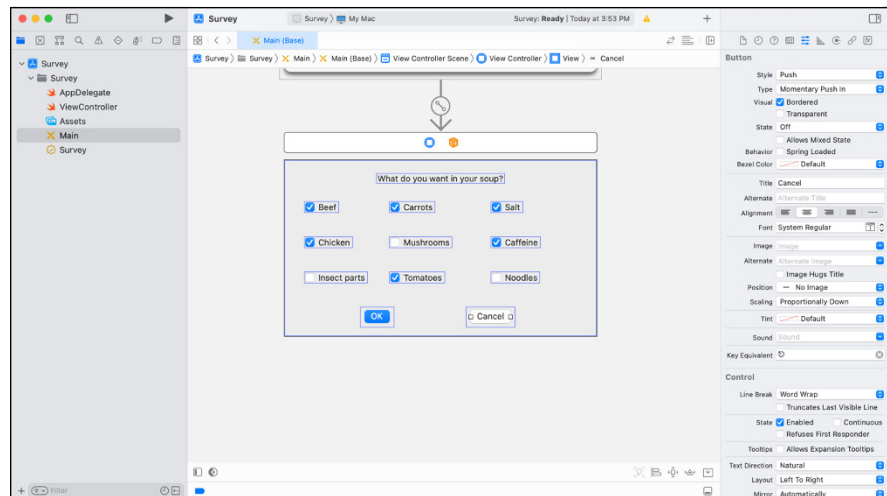 Survey
Survey 〉 My Mac
Survey: Ready | Today at 3:53 PM
Main (Base)
Survey 〉 Survey 〉 Main 〉 Main (Base) 〉 View Controller Scene 〉 View Controller 〉 View 〉 Cancel
Survey
Survey
AppDelegate
ViewController
Assets
Main
Survey
Filter
What do you want in your soup?
Beef Carrots Salt
Chicken Mushrooms Caffeine
Insect parts Tomatoes Noodles
OK Cancel
Button
Style Push
Type Momentary Push In
Visual Bordered
Transparent
State Off
Allows Mixed State
Behavior Spring Loaded
Bezel Color Default
Title Cancel
Alternate Alternate Title
Alignment
Font System Regular
Image Image
Alternate Alternate Image
Image Hugs Title
Position No Image
Scaling Proportionally Down
Tint Default
Sound Sound
Key Equivalent
Control
Line Break Word Wrap
Truncates Last Visible Line
State Enabled Continuous
Refuses First Responder
Tooltips Allows Expansion Tooltips
Text Direction Natural
Layout Left To Right
Mirror Automatically